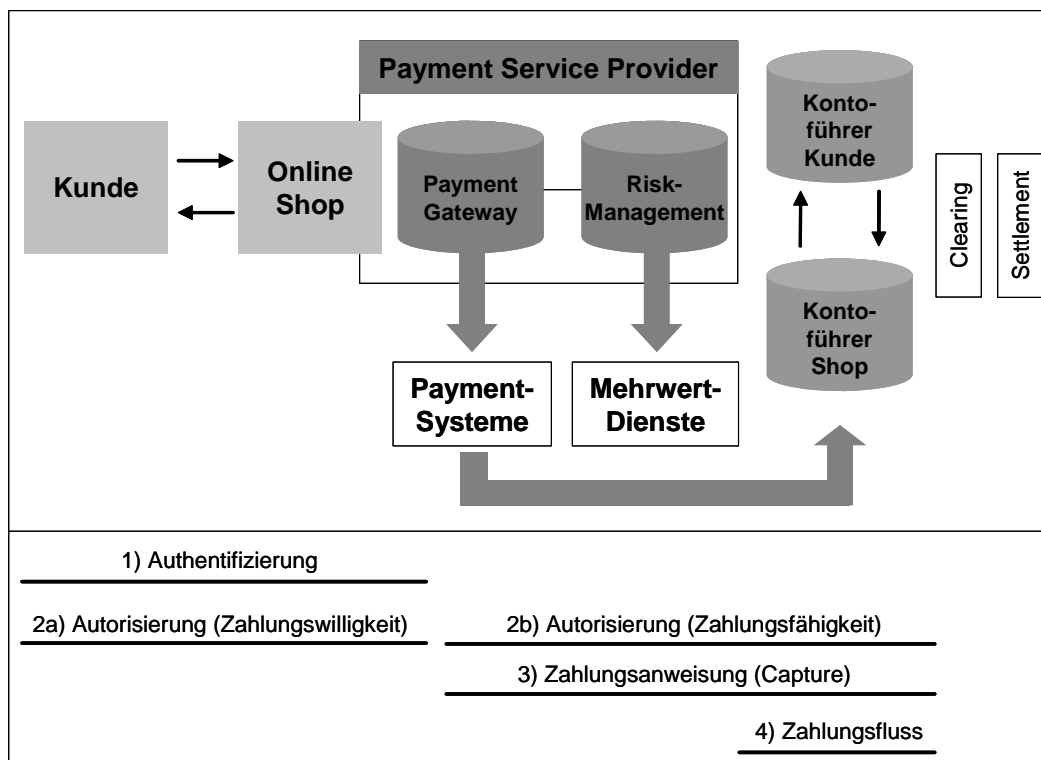 Payment Service Provider
Kunde
Online
Shop
Payment
Gateway
Risk-
Management
Konto-
führer
Kunde
Konto-
führer
Shop
Clearing
Settlement
Payment-
Systeme
Mehrwert-
Dienste
1) Authentifizierung
2a) Autorisierung (Zahlungswilligkeit)
2b) Autorisierung (Zahlungsfähigkeit)
3) Zahlungsanweisung (Capture)
4) Zahlungsfluss